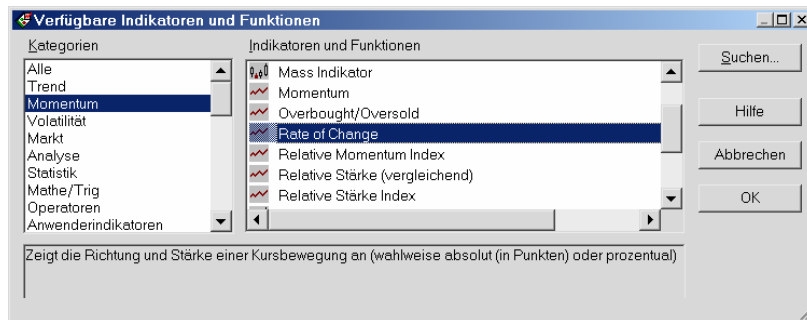 Verfügbare Indikatoren und Funktionen
Kategorien
Alle
Trend
Momentum
Volatilität
Markt
Analyse
Statistik
Mathe/Trig
Operatoren
Anwenderindikatoren
Indikatoren und Funktionen
Mass Indikator
Momentum
Overbought/Oversold
Rate of Change
Relative Momentum Index
Relative Stärke (vergleichend)
Relative Stärke Index
Suchen...
Hilfe
Abbrechen
OK
Zeigt die Richtung und Stärke einer Kursbewegung an (wahlweise absolut (in Punkten) oder prozentual)